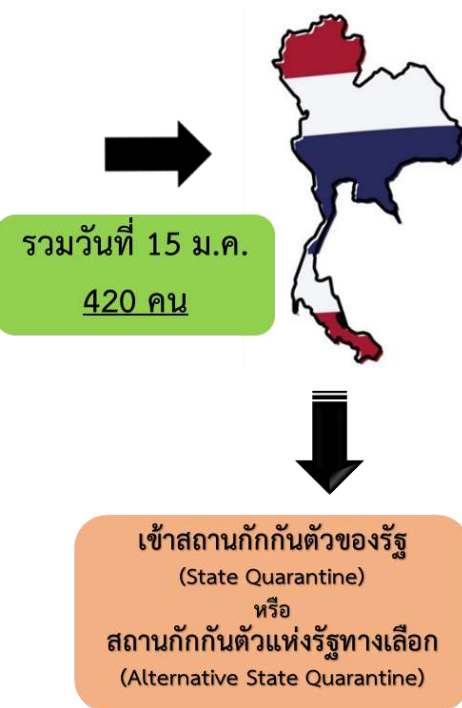 รวมวันที่ 15 ม.ค.
420 คน
เข้าสถานกักกันตัวของรัฐ
(State Quarantine)
หรือ
สถานกักกันตัวแห่งรัฐทางเลือก
(Alternative State Quarantine)